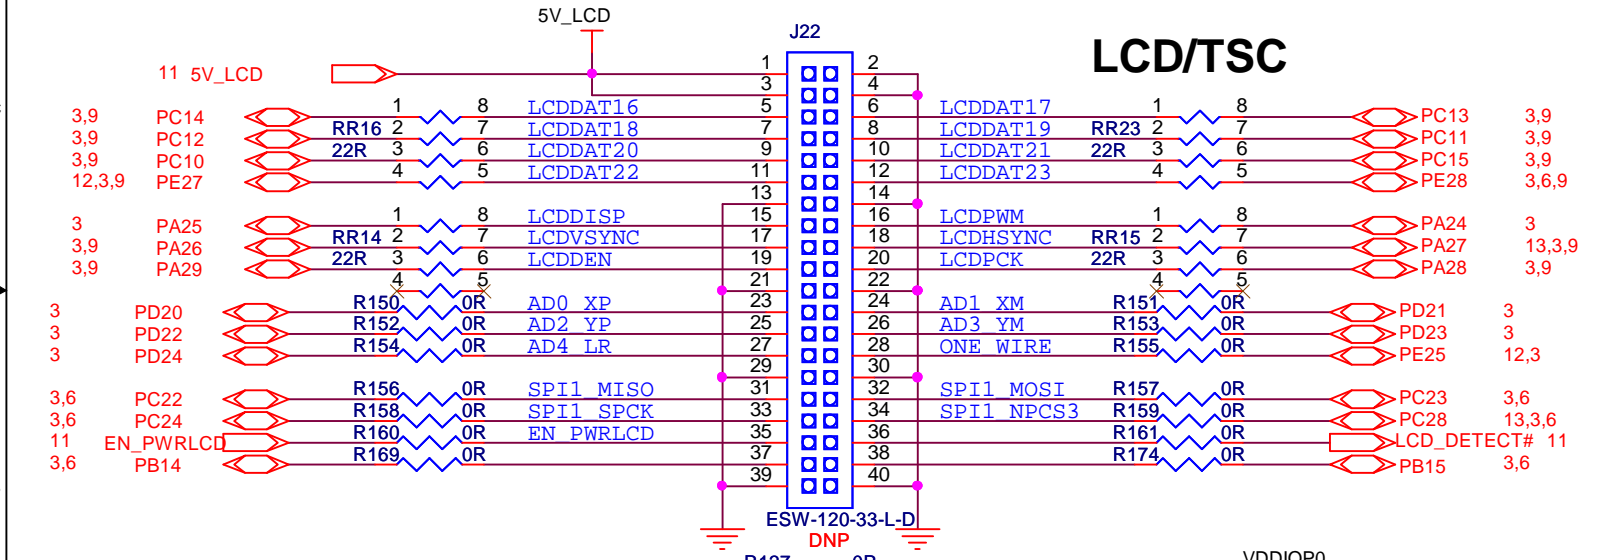 5V_LCD
J22
LCD/TSC
11 5V_LCD 1 2
3 4
3,9 PC14 1 8 LCDDAT16 5 6 LCDDAT17 1 8 PC13 3,9
3,9 PC12 RR16 2 7 LCDDAT18 7 8 LCDDAT19 RR23 2 7 PC11 3,9
3,9 PC10 22R 3 6 LCDDAT20 9 10 LCDDAT21 22R 3 6 PC15 3,9
12,3,9 PE27 4 5 LCDDAT22 11 12 LCDDAT23 4 5 PE28 3,6,9
13 14
3 PA25 1 8 LCDDISP 15 16 LCDPWM 1 8 PA24 3
3,9 PA26 RR14 2 7 LCDVSYNC 17 18 LCDHSYNC RR15 2 7 PA27 13,3,9
3,9 PA29 22R 3 6 LCDDEN 19 20 LCDPCK 22R 3 6 PA28 3,9
4 5 21 22 4 5
3 PD20 R150 0R AD0_XP 23 24 AD1_XM R151 0R PD21 3
3 PD22 R152 0R AD2_YP 25 26 AD3_YM R153 0R PD23 3
3 PD24 R154 0R AD4_LR 27 28 ONE_WIRE R155 0R PE25 12,3
29 30
3,6 PC22 R156 0R SPI1_MISO 31 32 SPI1_MOSI R157 0R PC23 3,6
3,6 PC24 R158 0R SPI1_SPCK 33 34 SPI1_NPCS3 R159 0R PC28 13,3,6
11 EN_PWRLCD R160 0R EN_PWRLCD 35 36 R161 0R LCD_DETECT# 11
3,6 PB14 R169 0R 37 38 R174 0R PB15 3,6
39 40
ESW-120-33-L-D
DNP
VDDIOP0